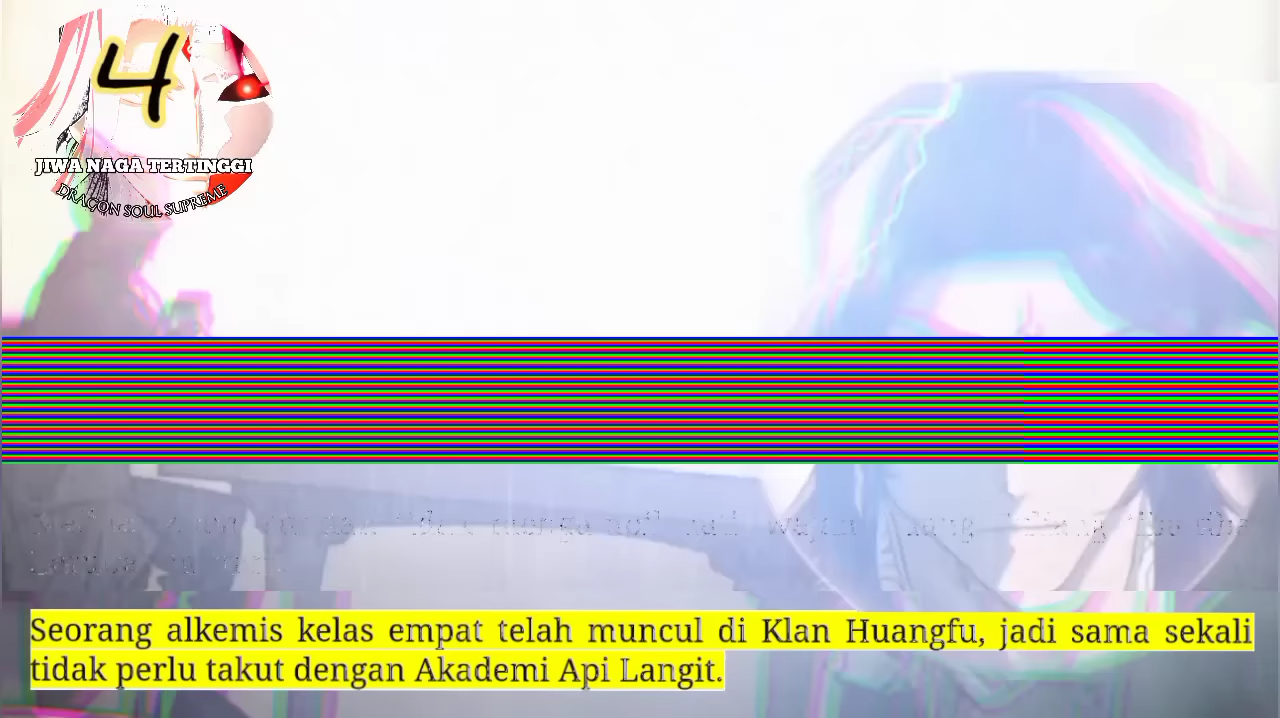 4
JIWA NAGA TERTINGGI
DRAGON SOUL SUPREME
Seorang alkemis kelas empat telah muncul di Klan Huangfu, jadi sama sekali
tidak perlu takut dengan Akademi Api Langit.